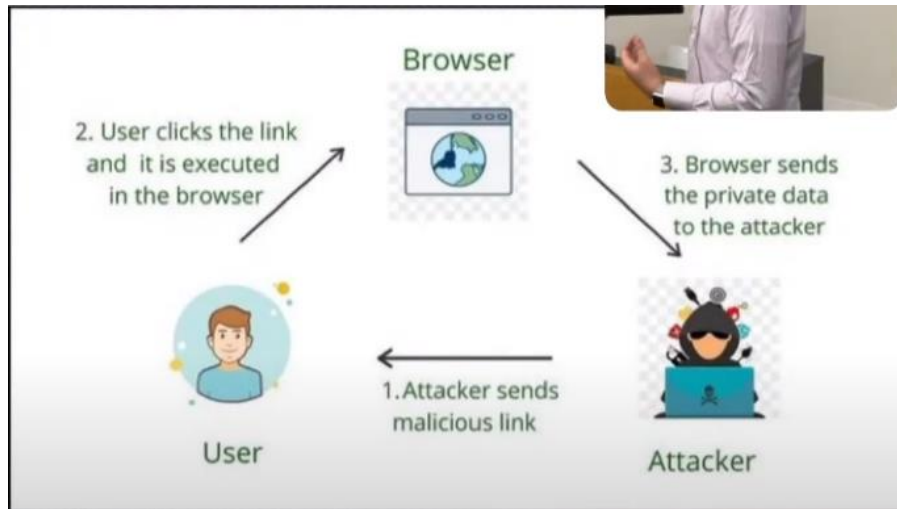 Browser
2. User clicks the link
and it is executed
in the browser
3. Browser sends
the private data
to the attacker
1. Attacker sends
malicious link
User
Attacker